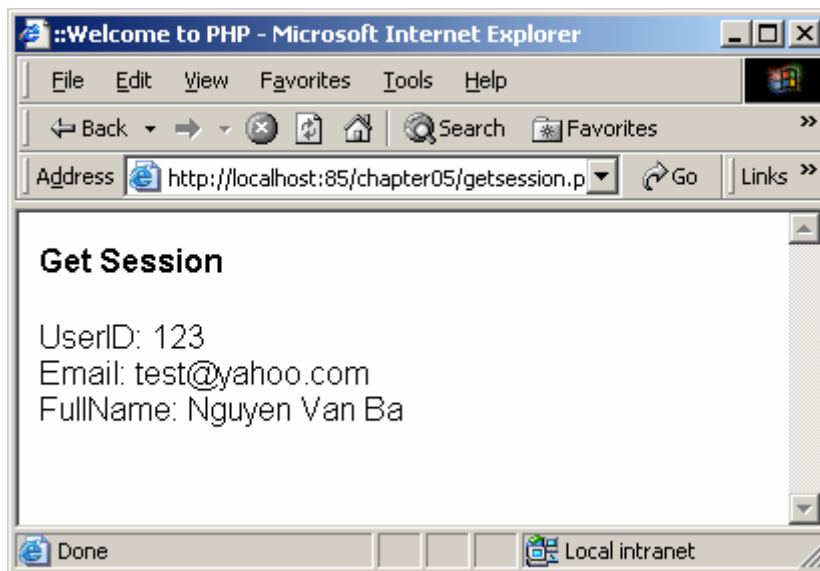 ::Welcome to PHP - Microsoft Internet Explorer
File Edit View Favorites Tools Help
Back Search Favorites »
Address http://localhost:85/chapter05/getsession.p Go Links »
Get Session
UserID: 123
Email: test@yahoo.com
FullName: Nguyen Van Ba
Done Local intranet